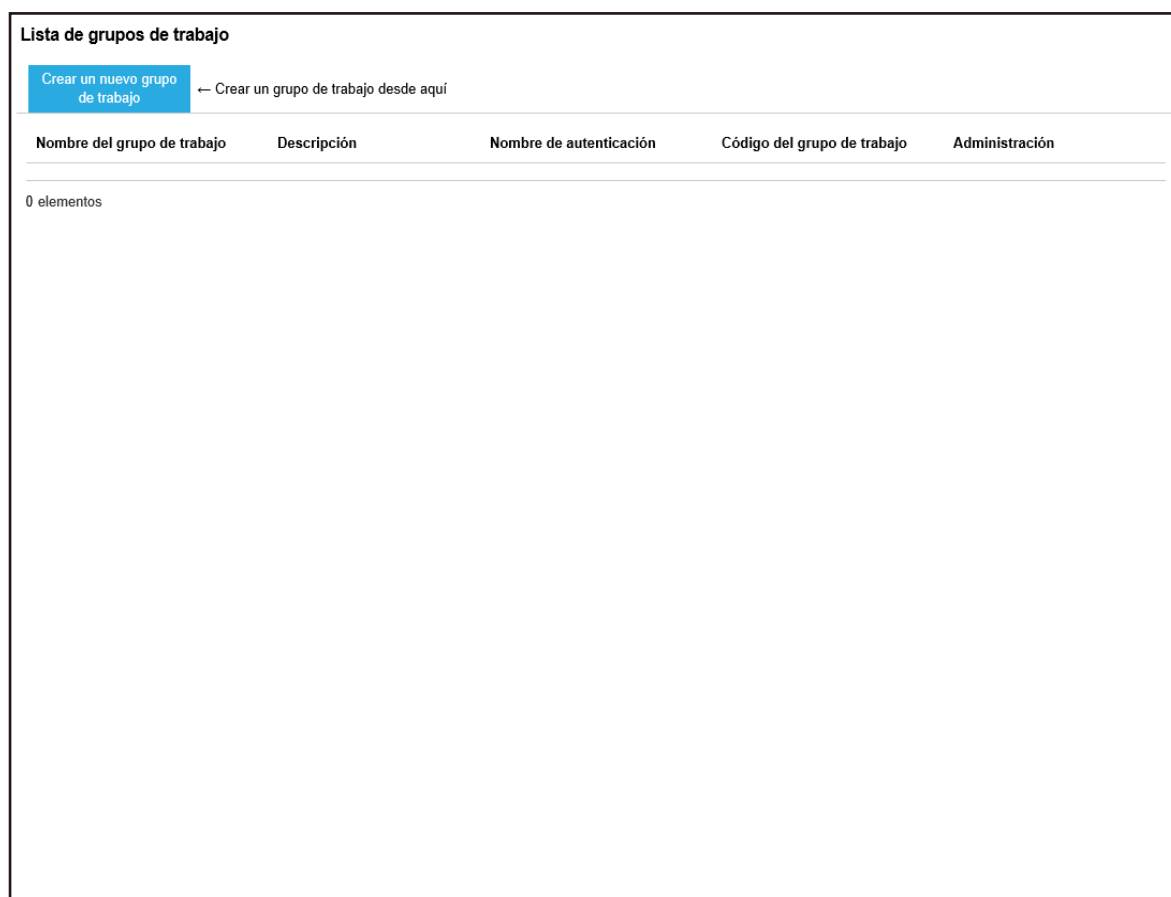 Lista de grupos de trabajo
Crear un nuevo grupo
de trabajo
← Crear un grupo de trabajo desde aquí
Nombre del grupo de trabajo Descripción Nombre de autenticación Código del grupo de trabajo Administración
0 elementos